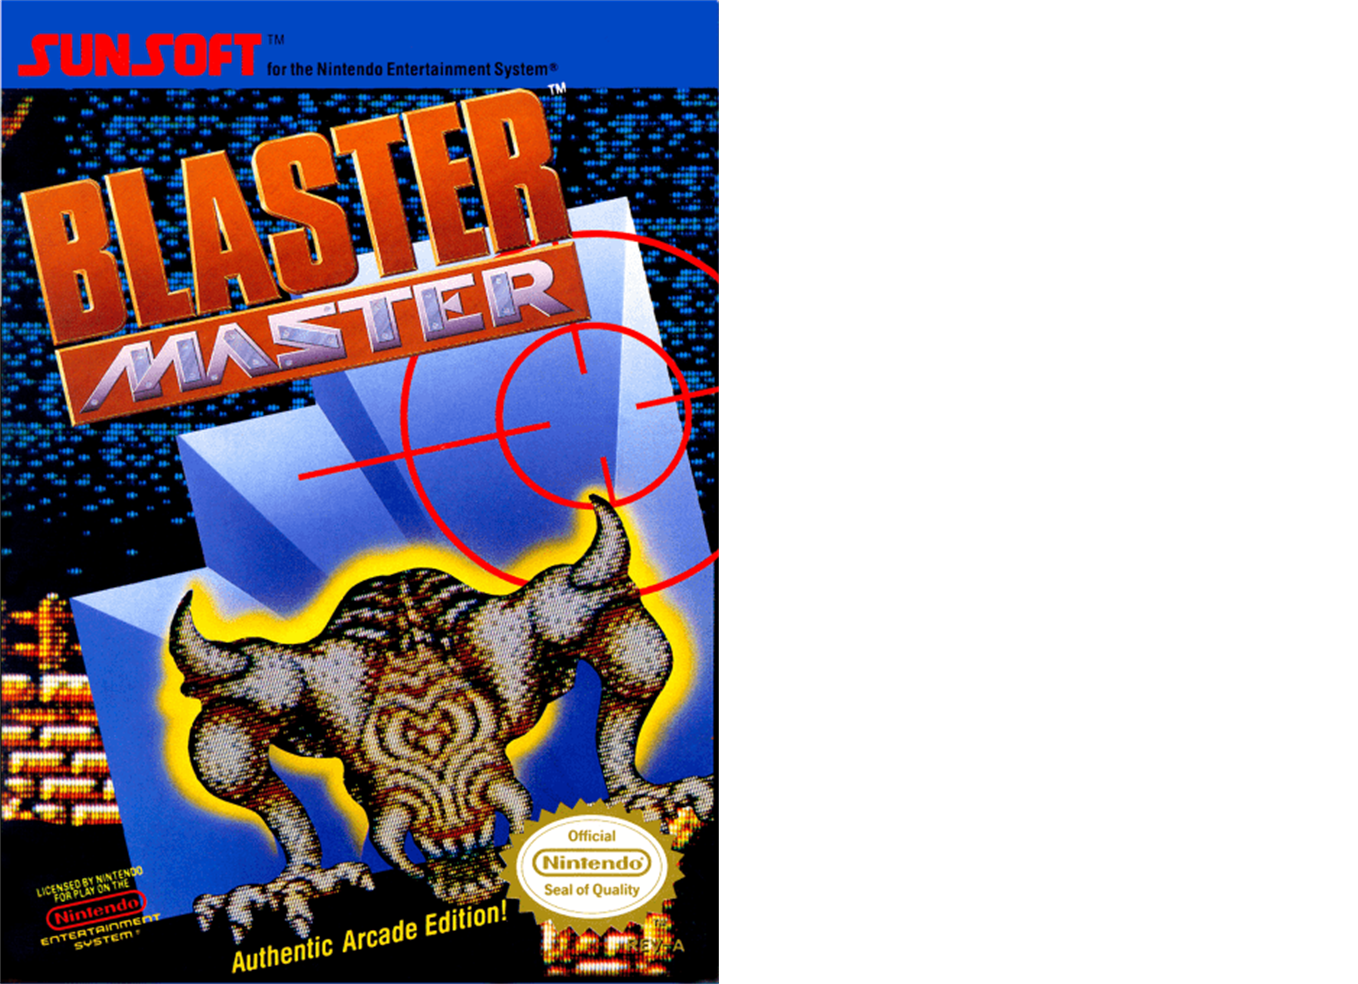 SUNSOFT™
for the Nintendo Entertainment System®
BLASTER™
MASTER
LICENSED BY NINTENDO
FOR PLAY ON THE
Nintendo
ENTERTAINMENT
SYSTEM®
Authentic Arcade Edition!
Official
Nintendo®
Seal of Quality
REV-A